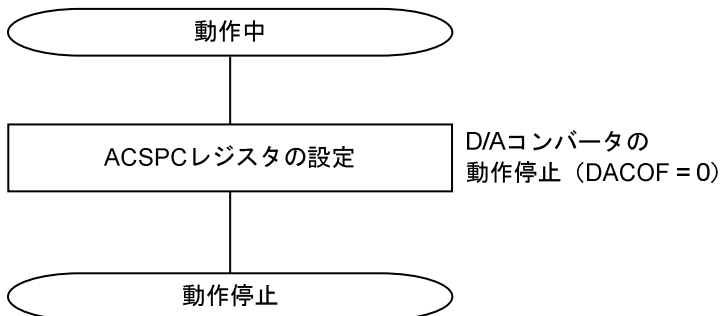 動作中
ACSPCレジスタの設定
D/Aコンバータの
動作停止（DACOF = 0）
動作停止